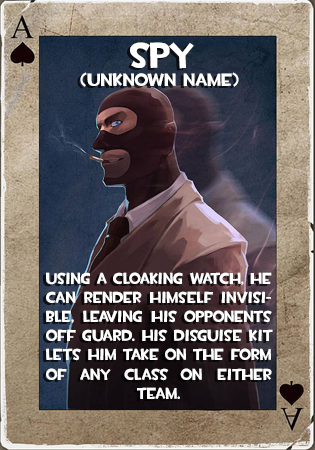 A
SPY
(UNKNOWN NAME)
USING A CLOAKING WATCH, HE
CAN RENDER HIMSELF INVISI-
BLE, LEAVING HIS OPPONENTS
OFF GUARD. HIS DISGUISE KIT
LETS HIM TAKE ON THE FORM
OF ANY CLASS ON EITHER
TEAM.
A